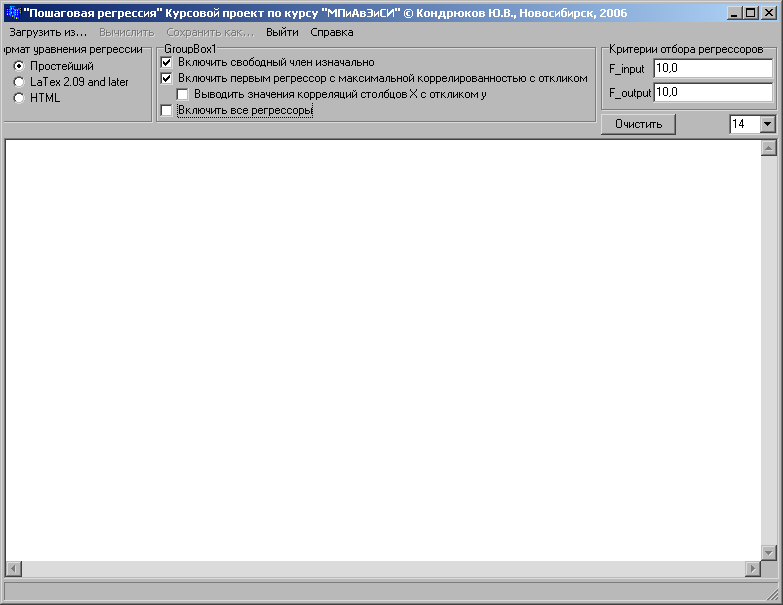 "Пошаговая регрессия" Курсовой проект по курсу "МПиАвЭиСИ" © Кондрюков Ю.В., Новосибирск, 2006
Загрузить из... Вычислить Сохранить как... Выйти Справка
рмат уравнения регрессии
Простейший
LaTex 2.09 and later
HTML
GroupBox1
Включить свободный член изначально
Включить первым регрессор с максимальной коррелированностью с откликом
Выводить значения корреляций столбцов X с откликом y
Включить все регрессоры
Критерии отбора регрессоров
F_input 10,0
F_output 10,0
Очистить 14